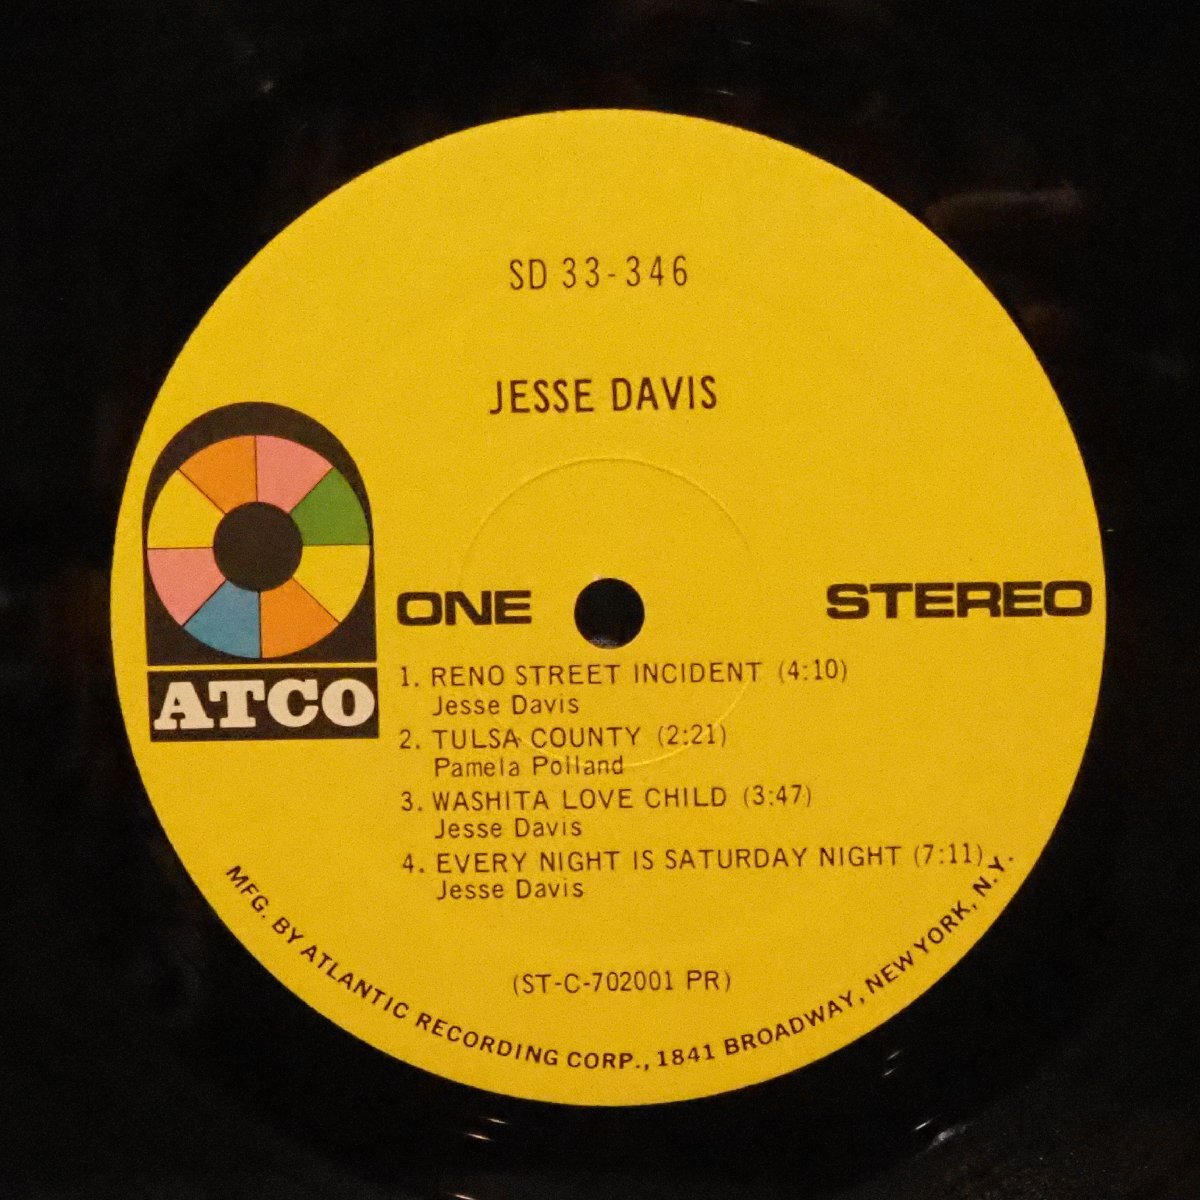 SD 33-346
JESSE DAVIS
ATCO
ONE
STEREO
1. RENO STREET INCIDENT (4:10)
Jesse Davis
2. TULSA COUNTY (2:21)
Pamela Polland
3. WASHITA LOVE CHILD (3:47)
Jesse Davis
4. EVERY NIGHT IS SATURDAY NIGHT (7:11)
Jesse Davis
(ST-C-702001 PR)
MFG. BY ATLANTIC RECORDING CORP., 1841 BROADWAY, NEW YORK, N.Y.